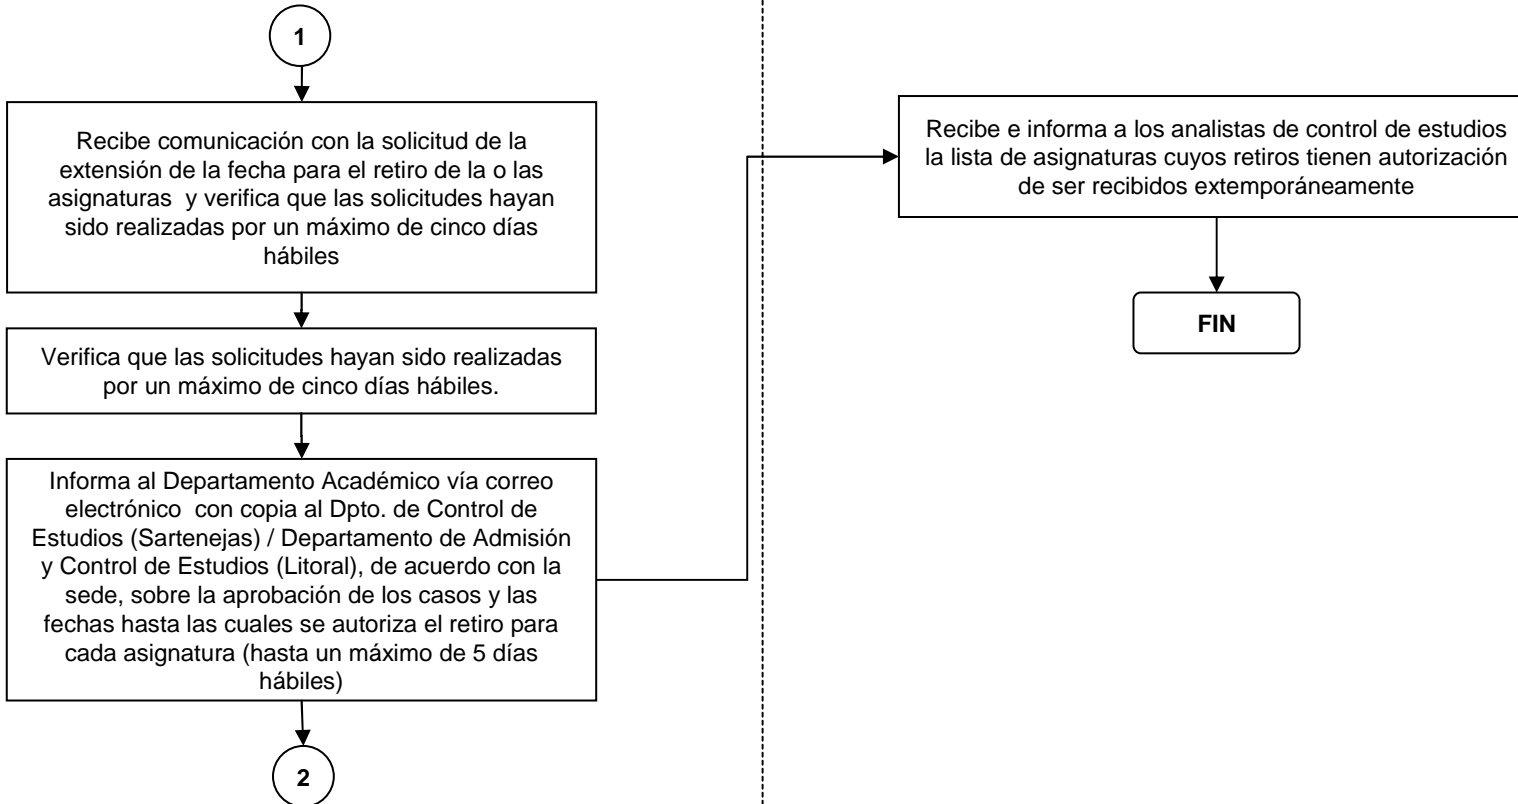 1
Recibe comunicación con la solicitud de la
extensión de la fecha para el retiro de la o las
asignaturas y verifica que las solicitudes hayan
sido realizadas por un máximo de cinco días
hábiles
Verifica que las solicitudes hayan sido realizadas
por un máximo de cinco días hábiles.
Informa al Departamento Académico vía correo
electrónico con copia al Dpto. de Control de
Estudios (Sartenejas) / Departamento de Admisión
y Control de Estudios (Litoral), de acuerdo con la
sede, sobre la aprobación de los casos y las
fechas hasta las cuales se autoriza el retiro para
cada asignatura (hasta un máximo de 5 días
hábiles)
2
Recibe e informa a los analistas de control de estudios
la lista de asignaturas cuyos retiros tienen autorización
de ser recibidos extemporáneamente
FIN